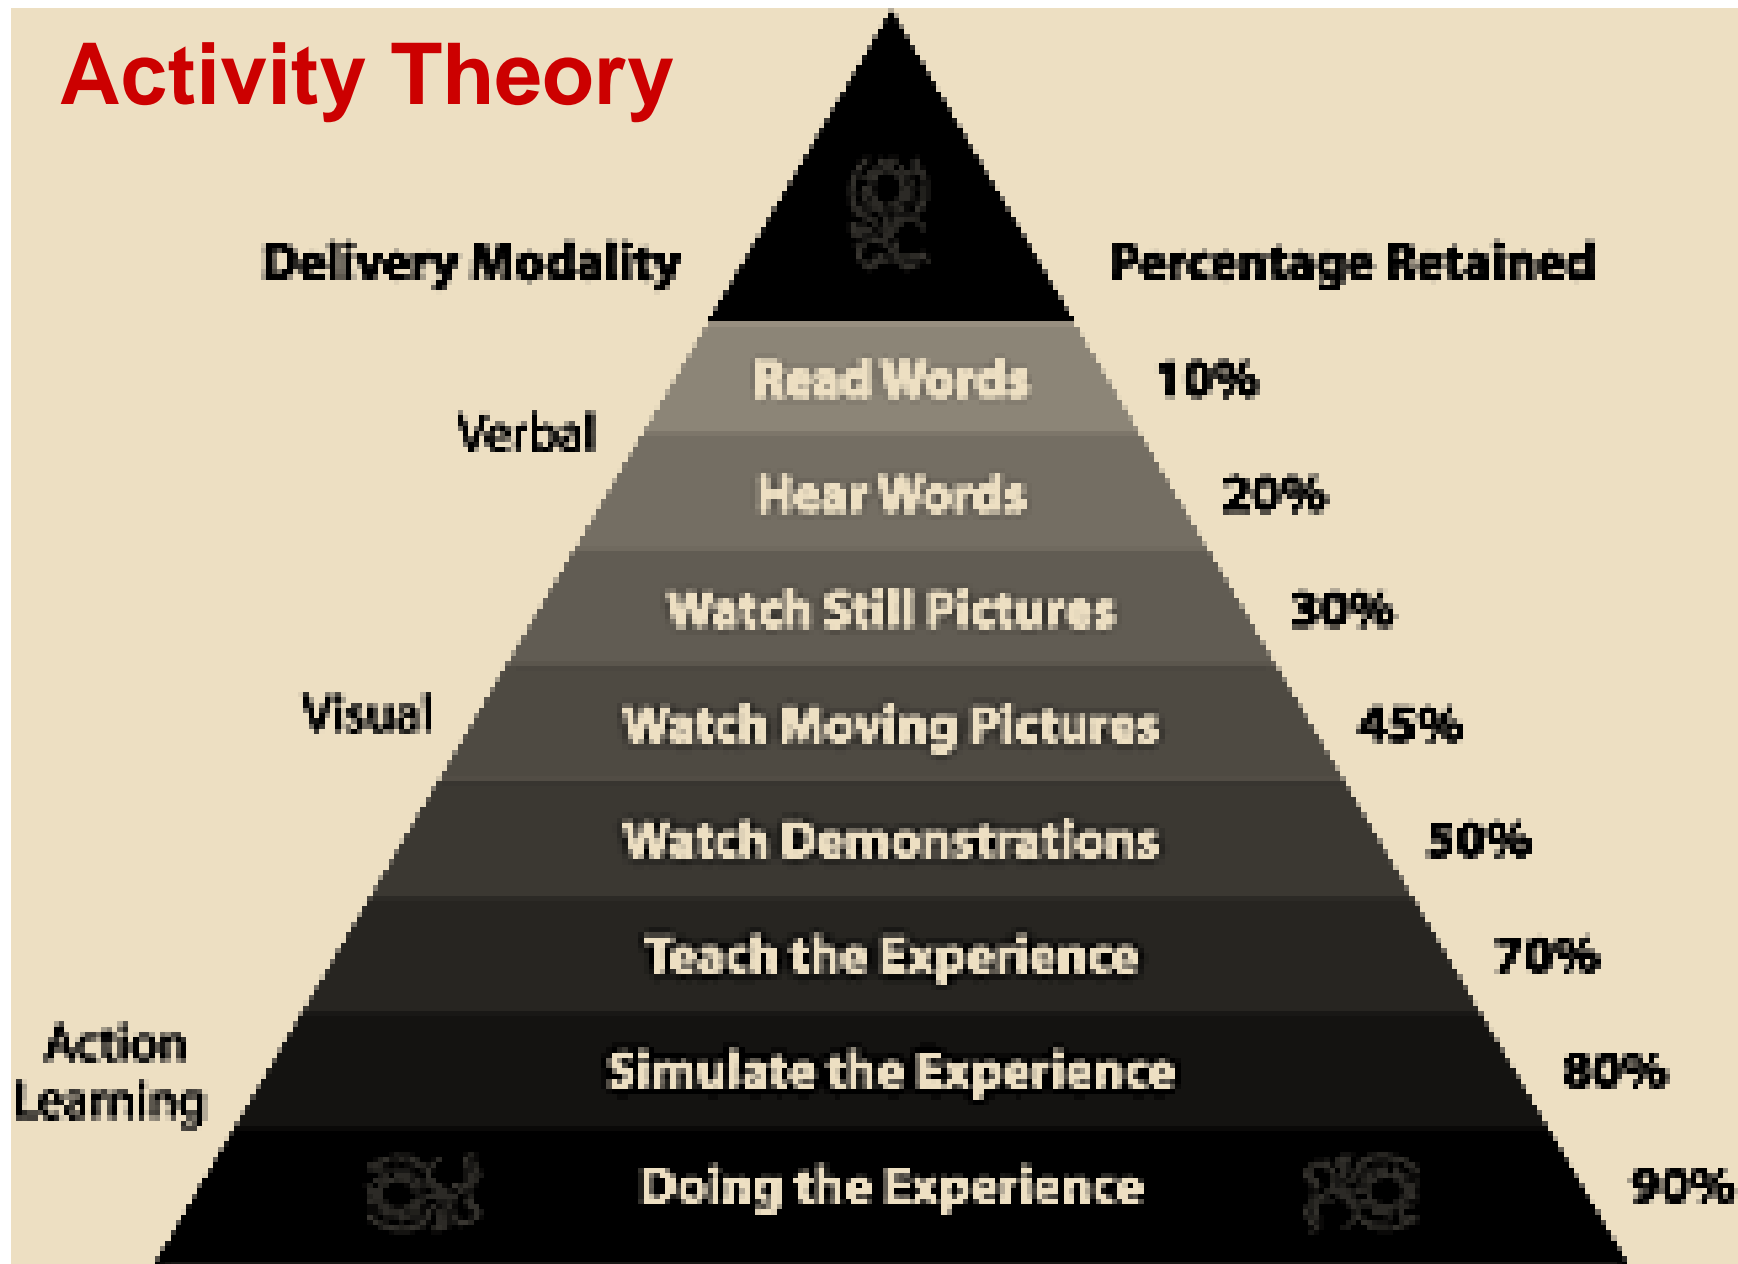 Activity Theory
Delivery Modality
Percentage Retained
Read Words
10%
Verbal
Hear Words
20%
Watch Still Pictures
30%
Visual
Watch Moving Pictures
45%
Watch Demonstrations
50%
Teach the Experience
70%
Action
Learning
Simulate the Experience
80%
Doing the Experience
90%